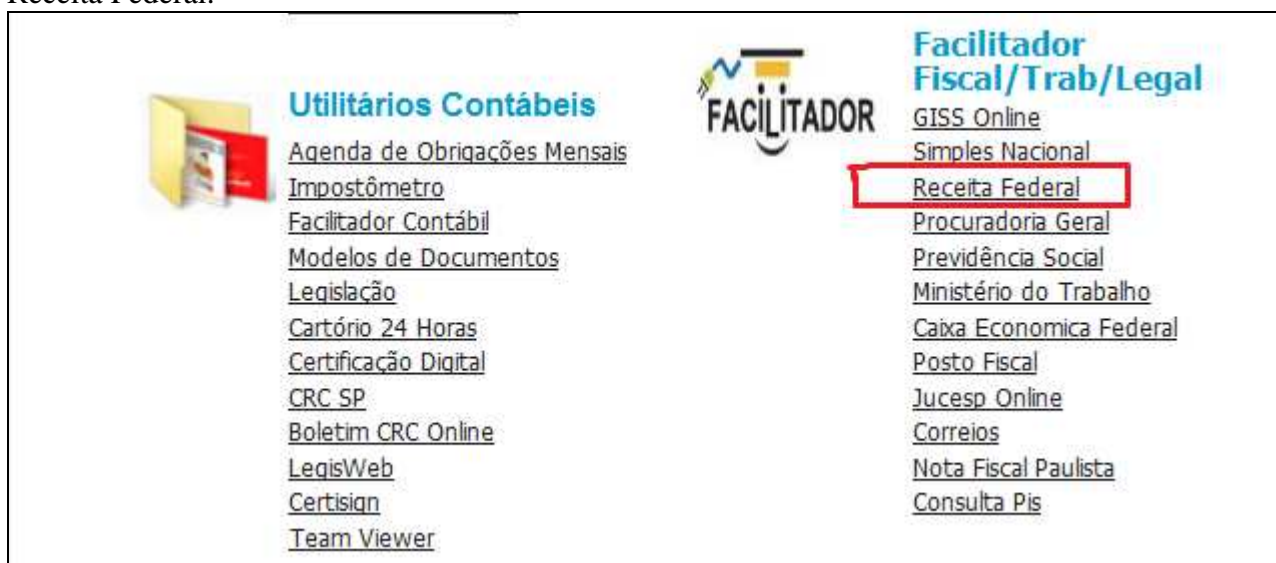 Receita Federal.
Utilitários Contábeis
Agenda de Obrigações Mensais
Impostômetro
Facilitador Contábil
Modelos de Documentos
Legislação
Cartório 24 Horas
Certificação Digital
CRC SP
Boletim CRC Online
LegisWeb
Certisign
Team Viewer
FACILITADOR
Facilitador
Fiscal/Trab/Legal
GISS Online
Simples Nacional
Receita Federal
Procuradoria Geral
Previdência Social
Ministério do Trabalho
Caixa Economica Federal
Posto Fiscal
Jucesp Online
Correios
Nota Fiscal Paulista
Consulta Pis